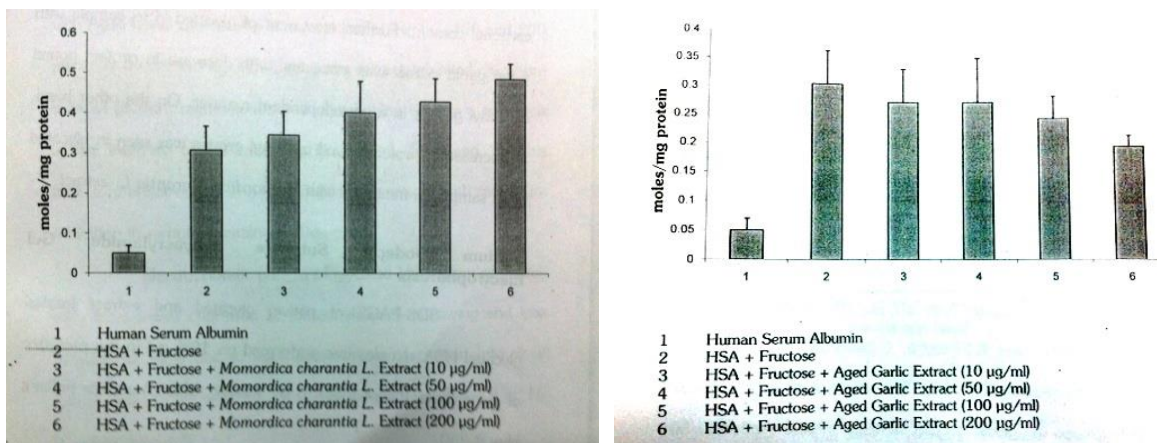 0.6
0.5
0.4
0.3
0.2
0.1
0
moles/mg protein
1 2 3 4 5 6
1 Human Serum Albumin
2 HSA + Fructose
3 HSA + Fructose + Momordica charantia L. Extract (10 µg/ml)
4 HSA + Fructose + Momordica charantia L. Extract (50 µg/ml)
5 HSA + Fructose + Momordica charantia L. Extract (100 µg/ml)
6 HSA + Fructose + Momordica charantia L. Extract (200 µg/ml)
0.4
0.35
0.3
0.25
0.2
0.15
0.1
0.05
0
moles/mg protein
1 2 3 4 5 6
1 Human Serum Albumin
2 HSA + Fructose
3 HSA + Fructose + Aged Garlic Extract (10 µg/ml)
4 HSA + Fructose + Aged Garlic Extract (50 µg/ml)
5 HSA + Fructose + Aged Garlic Extract (100 µg/ml)
6 HSA + Fructose + Aged Garlic Extract (200 µg/ml)